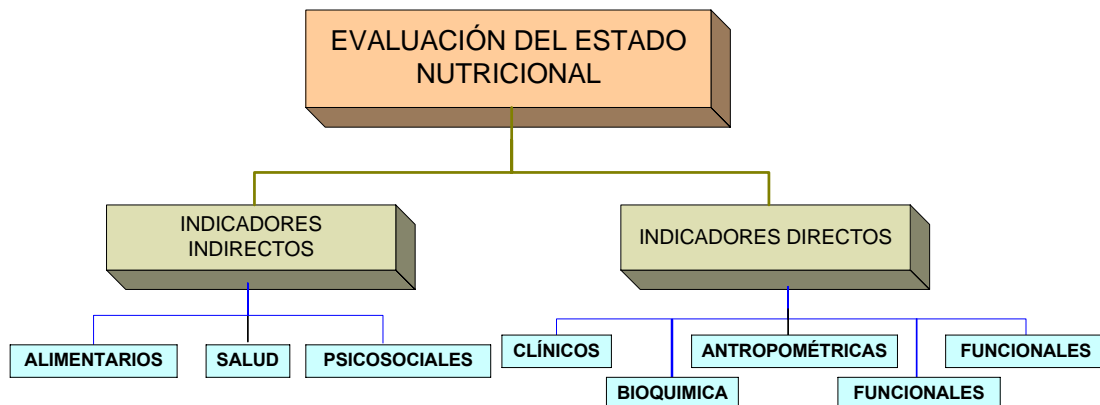 EVALUACIÓN DEL ESTADO
NUTRICIONAL
INDICADORES
INDIRECTOS
INDICADORES DIRECTOS
ALIMENTARIOS
SALUD
PSICOSOCIALES
CLÍNICOS
BIOQUIMICA
ANTROPOMÉTRICAS
FUNCIONALES
FUNCIONALES